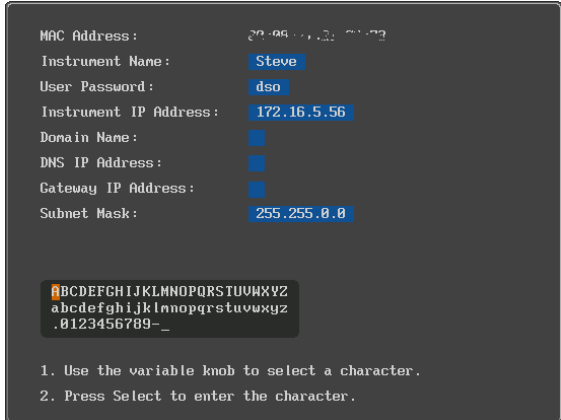 MAC Address:
Instrument Name: Steve
User Password: dso
Instrument IP Address: 172.16.5.56
Domain Name:
DNS IP Address:
Gateway IP Address:
Subnet Mask: 255.255.0.0
ABCDEFGHIJKLMNOPQRSTUVWXYZ
abcdefghijklmnopqrstuvwxyz
.0123456789-_
1. Use the variable knob to select a character.
2. Press Select to enter the character.